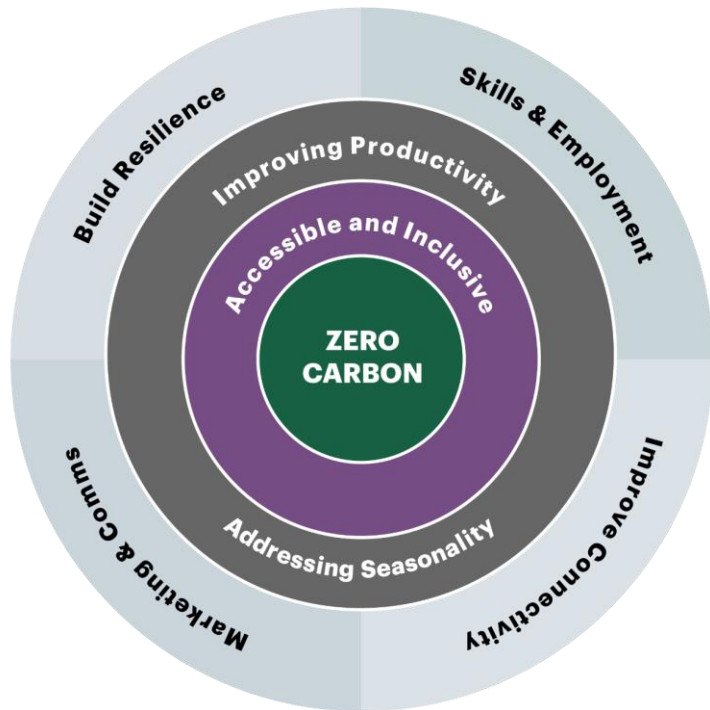 Build Resilience
Skills & Employment
Improving Productivity
Accessible and Inclusive
ZERO
CARBON
Addressing Seasonality
Marketing & Comms
Improve Connectivity